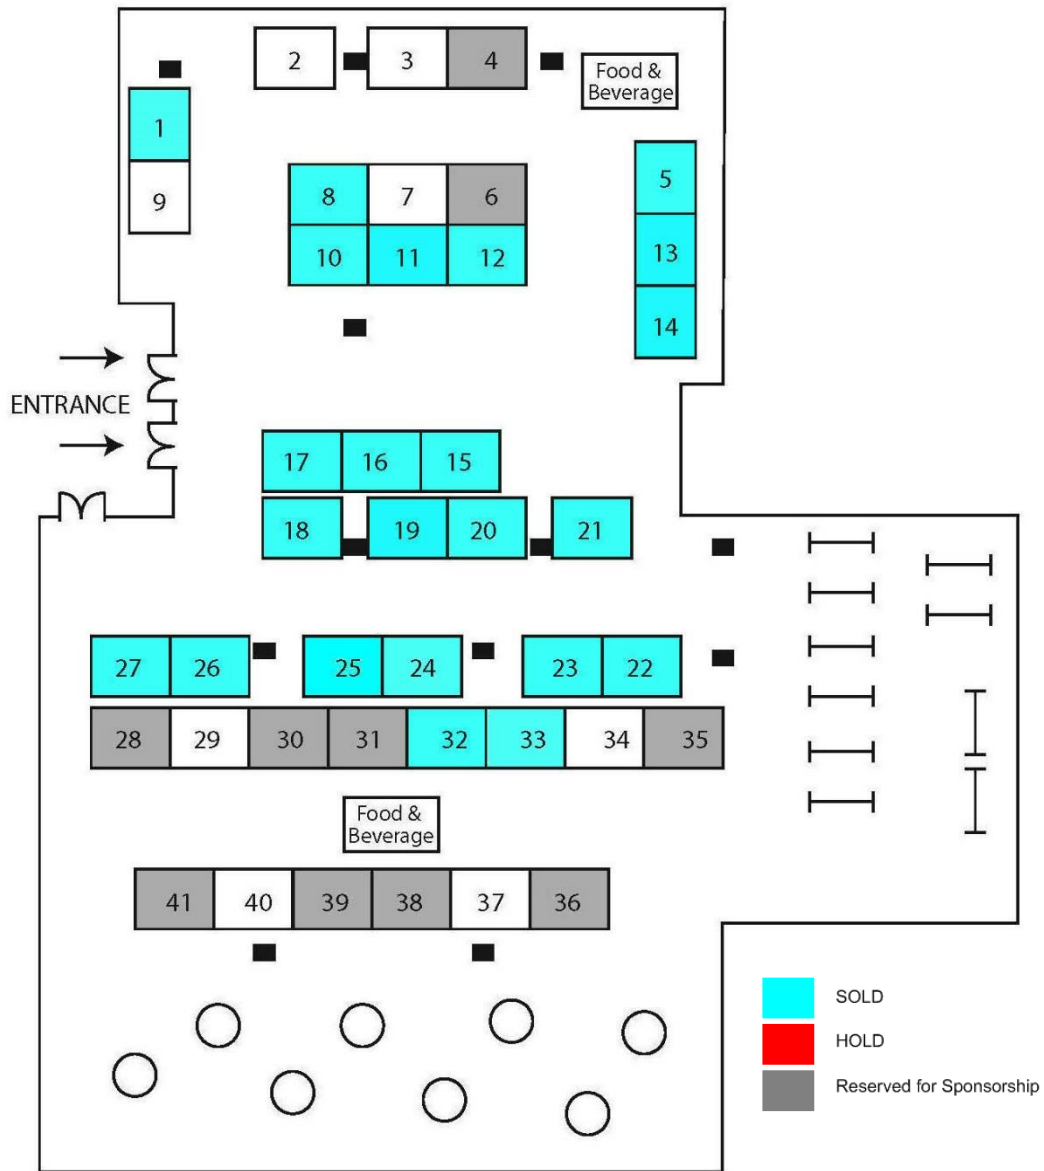 2 3 4
Food &
Beverage
1
9
8 7 6
10 11 12
5
13
14
ENTRANCE
17 16 15
18 19 20 21
27 26 25 24 23 22
28 29 30 31 32 33 34 35
Food &
Beverage
41 40 39 38 37 36
SOLD
HOLD
Reserved for Sponsorship